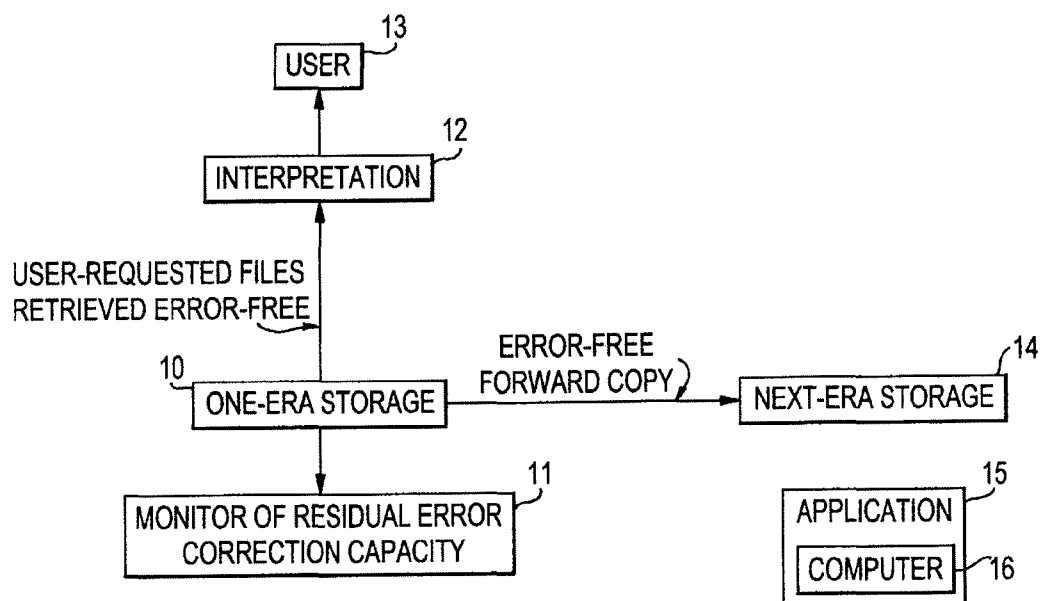 13
USER
12
INTERPRETATION
USER-REQUESTED FILES
RETRIEVED ERROR-FREE
10
ONE-ERA STORAGE
ERROR-FREE
FORWARD COPY
14
NEXT-ERA STORAGE
11
MONITOR OF RESIDUAL ERROR
CORRECTION CAPACITY
15
APPLICATION
COMPUTER
16